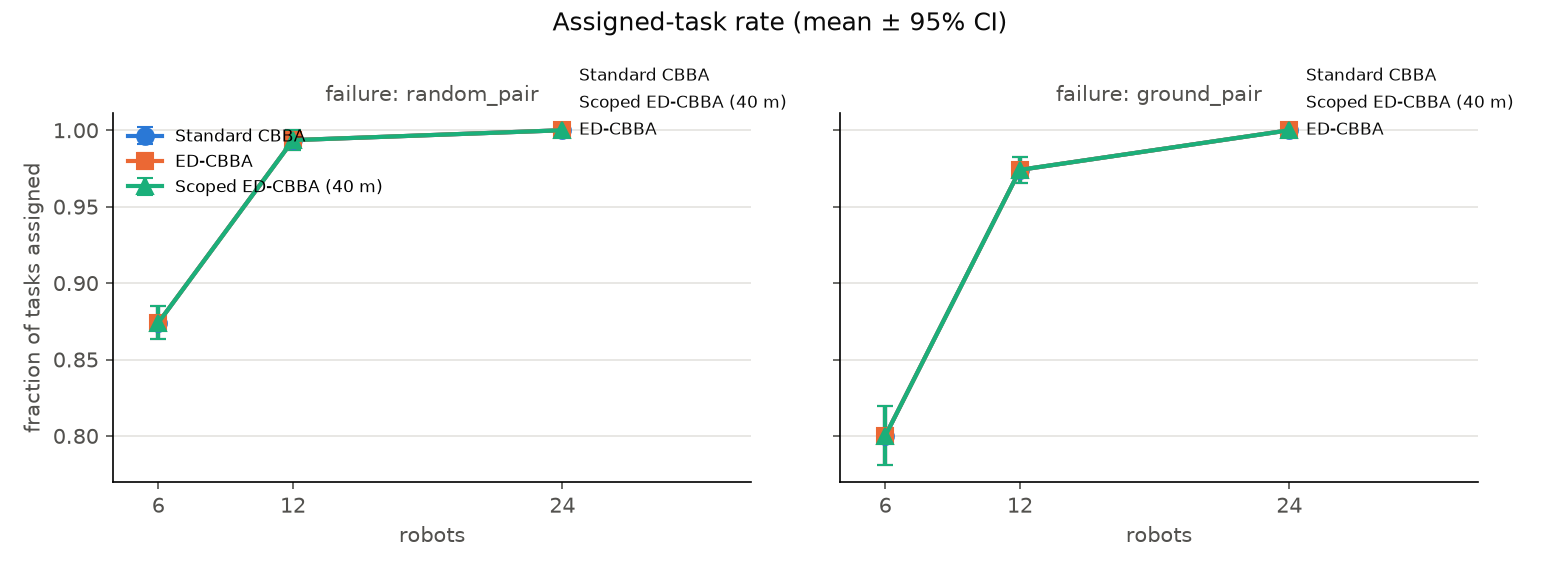 Assigned-task rate (mean ± 95% CI)
failure: random_pair
Standard CBBA
Scoped ED-CBBA (40 m)
ED-CBBA
Standard CBBA
ED-CBBA
Scoped ED-CBBA (40 m)
fraction of tasks assigned
1.00
0.95
0.90
0.85
0.80
6
12
24
robots
failure: ground_pair
Standard CBBA
Scoped ED-CBBA (40 m)
ED-CBBA
6
12
24
robots